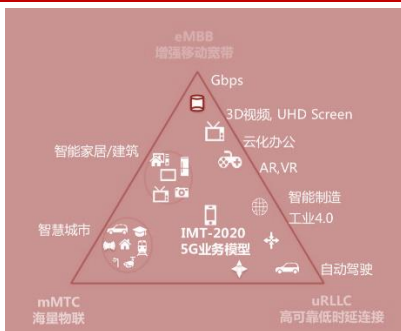 eMBB
增强移动宽带
Gbps
3D视频, UHD Screen
云化办公
智能家居/建筑
AR,VR
智能制造
工业4.0
智慧城市
IMT-2020
5G业务模型
自动驾驶
mMTC
海量物联
uRLLC
高可靠低时延连接